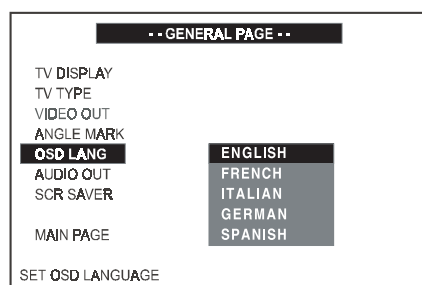 - - GENERAL PAGE - -
TV DISPLAY
TV TYPE
VIDEO OUT
ANGLE MARK
OSD LANG ENGLISH
AUDIO OUT FRENCH
SCR SAVER ITALIAN
GERMAN
MAIN PAGE SPANISH
SET OSD LANGUAGE